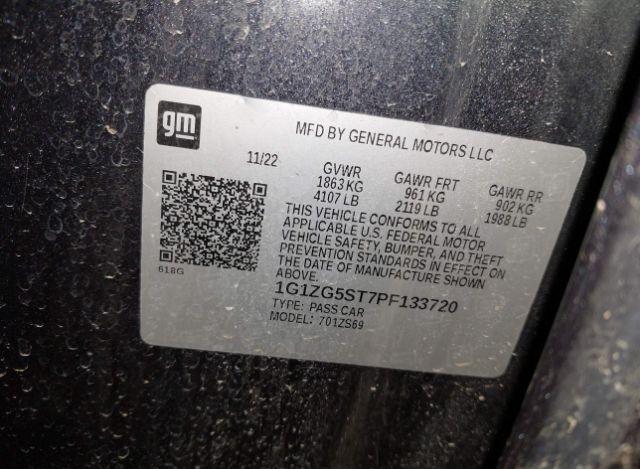 gm
MFD BY GENERAL MOTORS LLC
11/22
GVWR
1863 KG
4107 LB
GAWR FRT
961 KG
2119 LB
GAWR RR
902 KG
1988 LB
THIS VEHICLE CONFORMS TO ALL
APPLICABLE U.S. FEDERAL MOTOR
VEHICLE SAFETY, BUMPER, AND THEFT
PREVENTION STANDARDS IN EFFECT ON
THE DATE OF MANUFACTURE SHOWN
ABOVE.
618G
1G1ZG5ST7PF133720
TYPE: PASS CAR
MODEL: 701ZS69